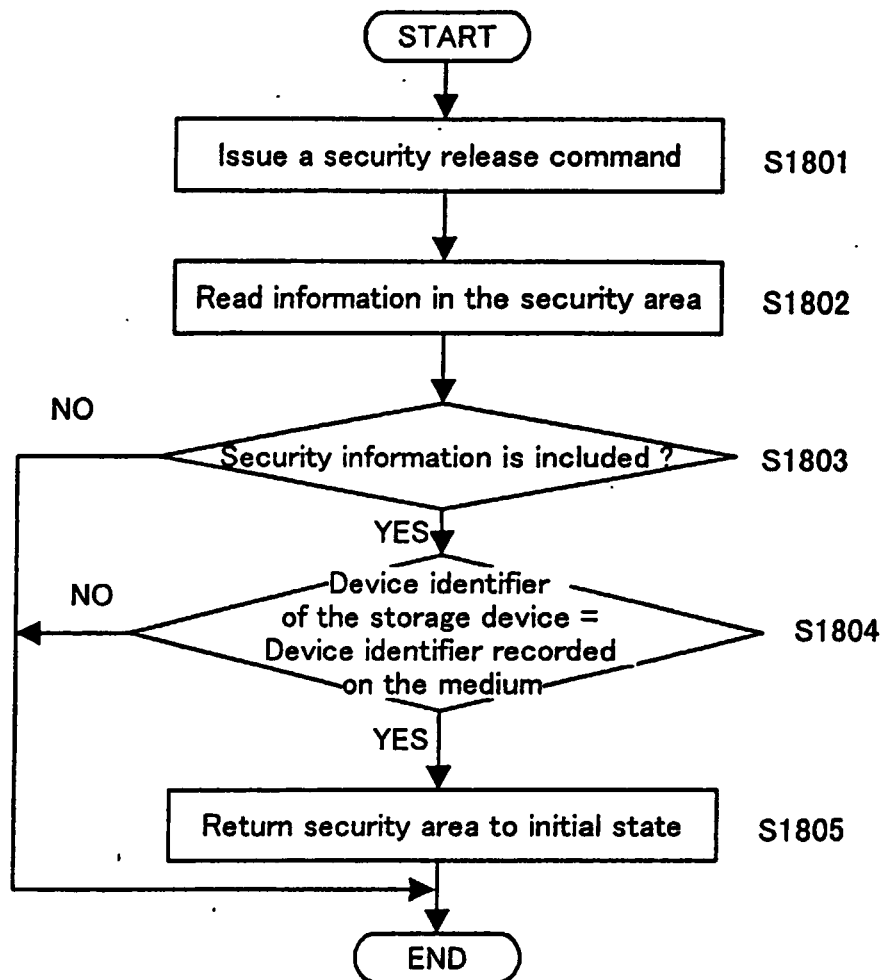 START
Issue a security release command
S1801
Read information in the security area
S1802
NO
Security information is included ?
S1803
YES
NO
Device identifier
of the storage device =
Device identifier recorded
on the medium
S1804
YES
Return security area to initial state
S1805
END